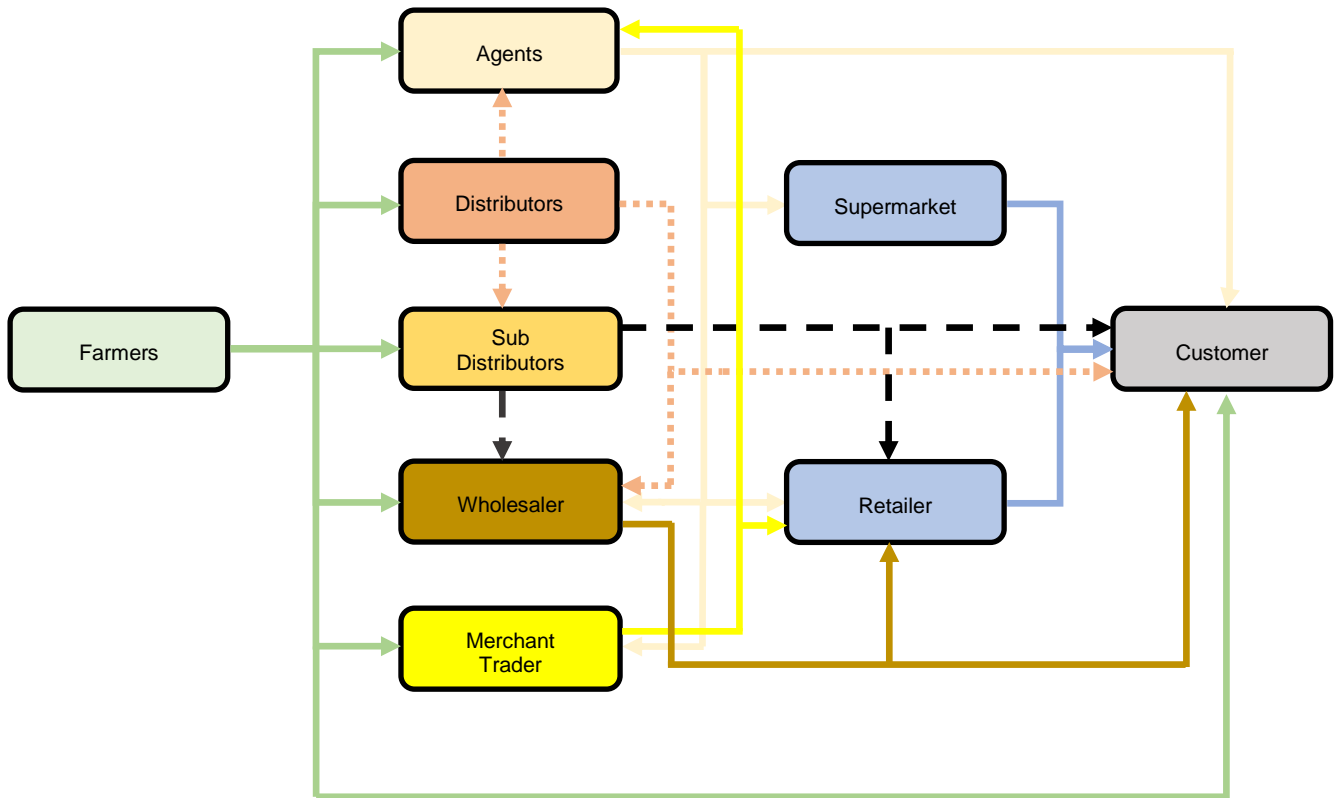 Agents
Distributors
Supermarket
Farmers
Sub
Distributors
Customer
Wholesaler
Retailer
Merchant
Trader